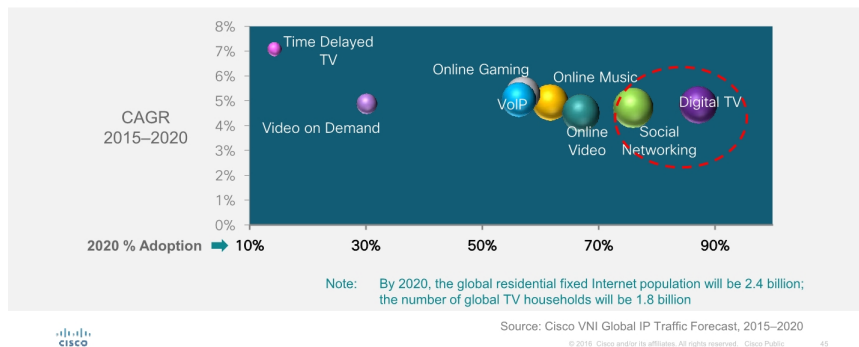 8%
7%
6%
5%
4%
3%
2%
1%
0%
CAGR
2015–2020
Time Delayed
TV
Video on Demand
Online Gaming
VoIP
Online Music
Online
Video
Social
Networking
Digital TV
2020 % Adoption
10%
30%
50%
70%
90%
Note: By 2020, the global residential fixed Internet population will be 2.4 billion;
the number of global TV households will be 1.8 billion
Source: Cisco VNI Global IP Traffic Forecast, 2015–2020
CISCO
© 2016 Cisco and/or its affiliates. All rights reserved. Cisco Public
45